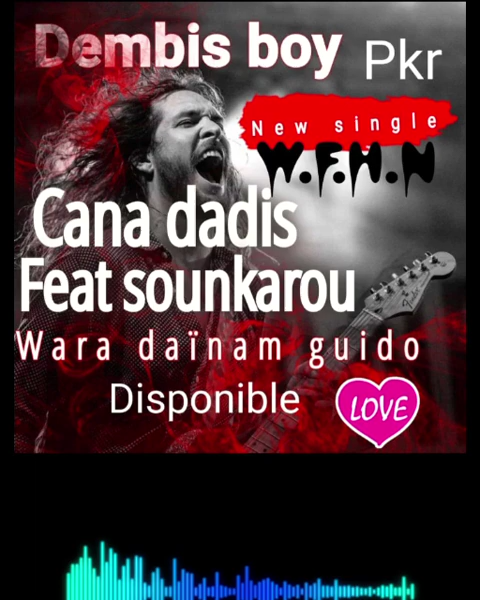 Dembis boy Pkr
New single
W.F.H.N
Cana dadis
Feat sounkarou
Wara daïnam guido
Disponible
LOVE